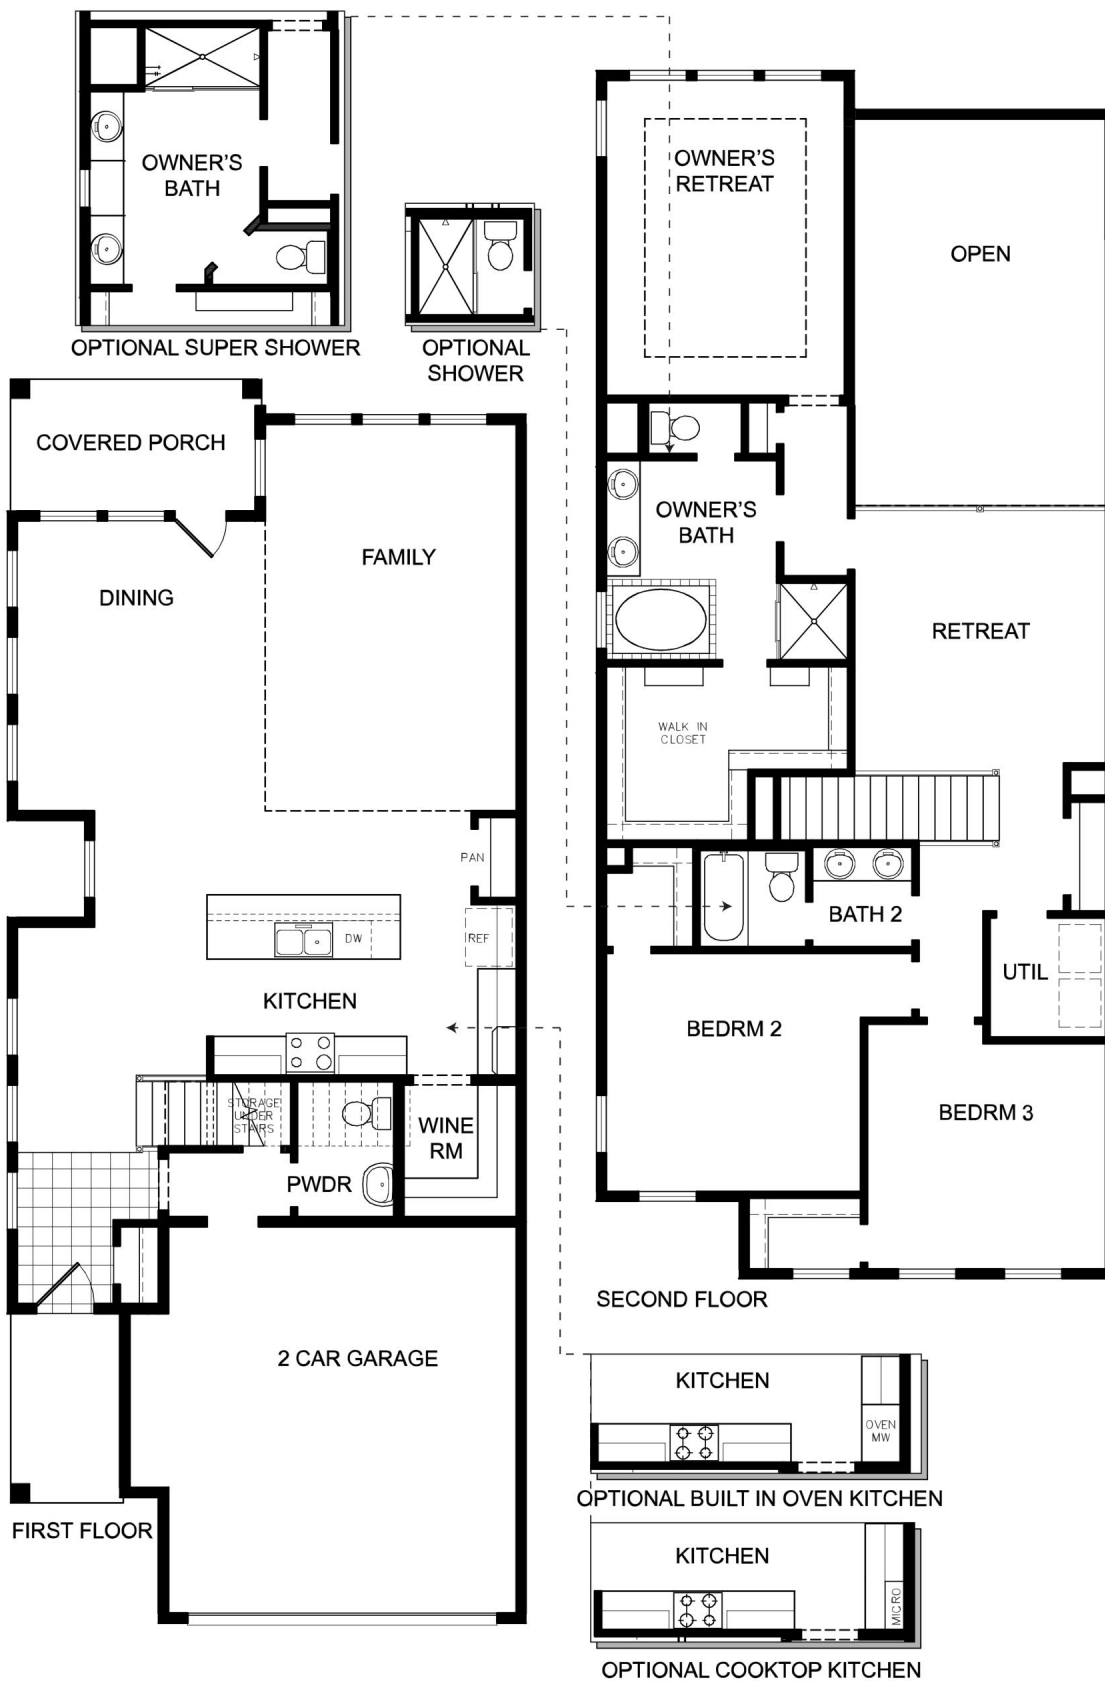 OWNER'S
BATH
OPTIONAL SUPER SHOWER
OPTIONAL
SHOWER
COVERED PORCH
FAMILY
DINING
PAN
DW
REF
KITCHEN
STORAGE
UNDER
STAIRS
PWDR
WINE
RM
2 CAR GARAGE
FIRST FLOOR
OWNER'S
RETREAT
OPEN
OWNER'S
BATH
RETREAT
WALK IN
CLOSET
BATH 2
UTIL
BEDRM 2
BEDRM 3
SECOND FLOOR
KITCHEN
OVEN
MW
OPTIONAL BUILT IN OVEN KITCHEN
KITCHEN
MICRO
OPTIONAL COOKTOP KITCHEN